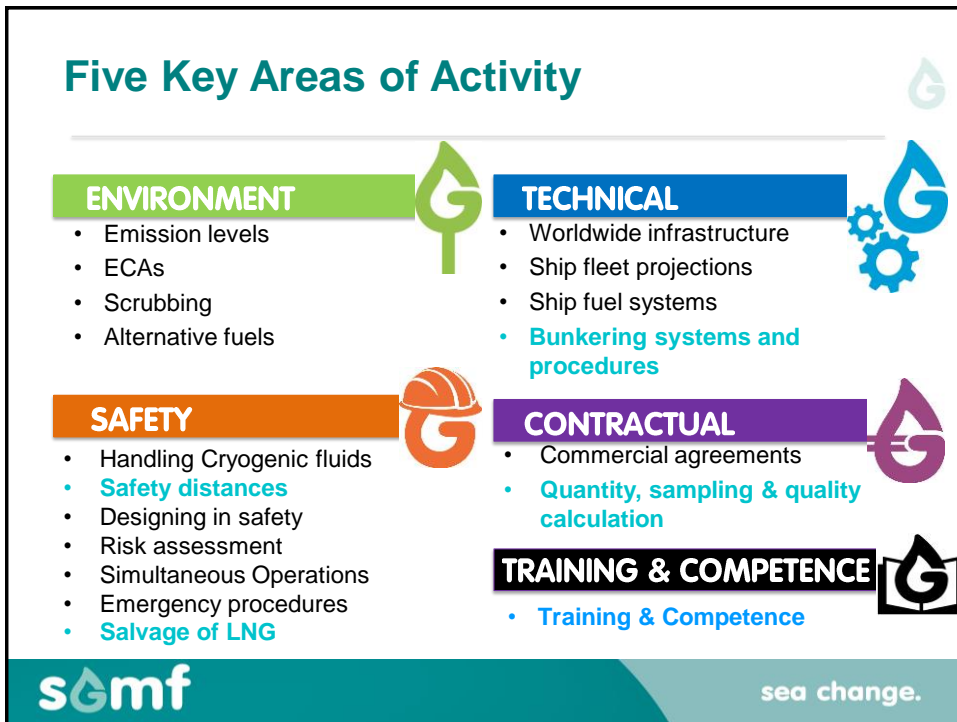 Five Key Areas of Activity
ENVIRONMENT
• Emission levels
• ECAs
• Scrubbing
• Alternative fuels
TECHNICAL
• Worldwide infrastructure
• Ship fleet projections
• Ship fuel systems
• Bunkering systems and
procedures
SAFETY
• Handling Cryogenic fluids
• Safety distances
• Designing in safety
• Risk assessment
• Simultaneous Operations
• Emergency procedures
• Salvage of LNG
CONTRACTUAL
• Commercial agreements
• Quantity, sampling & quality
calculation
TRAINING & COMPETENCE
• Training & Competence
sGmf
sea change.